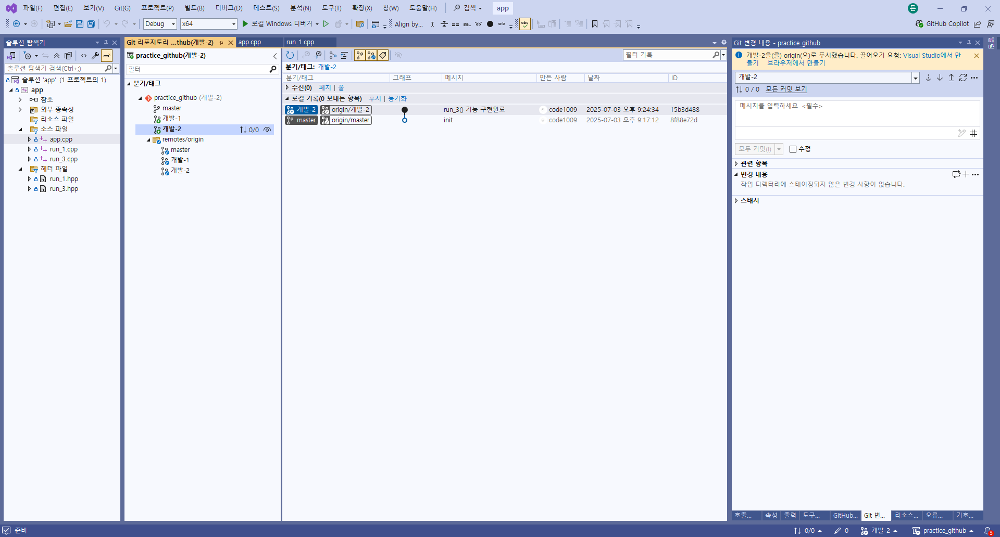 파일(F) 편집(E) 보기(V) Git(G) 프로젝트(P) 빌드(B) 디버그(D) 테스트(S) 분석(N) 도구(T) 확장(X) 창(W) 도움말(H) 검색 app
Debug x64 로컬 Windows 디버거 Align by... GitHub Copilot
솔루션 탐색기
솔루션 탐색기 검색(Ctrl+;)
솔루션 'app' (1 프로젝트의 1)
app
참조
외부 종속성
리소스 파일
소스 파일
app.cpp
run_1.cpp
run_3.cpp
헤더 파일
run_1.hpp
run_3.hpp
Git 리포지토리 ...thub(개발-2) app.cpp run_1.cpp
practice_github(개발-2)
필터
분기/태그
practice_github (개발-2)
master
개발-1
개발-2 0/0
remotes/origin
master
개발-1
개발-2
필터 기록
분기/태그: 개발-2
분기/태그 그래프 메시지 만든 사람 날짜 ID
수신(0) 페치 | 풀
로컬 기록(0 보내는 항목) 푸시 | 동기화
개발-2 origin/개발-2 run_3() 기능 구현완료 code1009 2025-07-03 오후 9:24:34 15b3d488
master origin/master init code1009 2025-07-03 오후 9:17:12 8f88e72d
Git 변경 내용 - practice_github
개발-2을(를) origin(으)로 푸시했습니다. 끌어오기 요청: Visual Studio에서 만
들기 브라우저에서 만들기
개발-2
0 / 0 모든 커밋 보기
메시지를 입력하세요. <필수>
모두 커밋(I) 수정
관련 항목
변경 내용
작업 디렉터리에 스테이징되지 않은 변경 사항이 없습니다.
스태시
호출... 속성 출력 도구... GitHub... Git 변... 리소스... 오류... 기호...
알림
준비 0/0 0 개발-2 practice_github 3